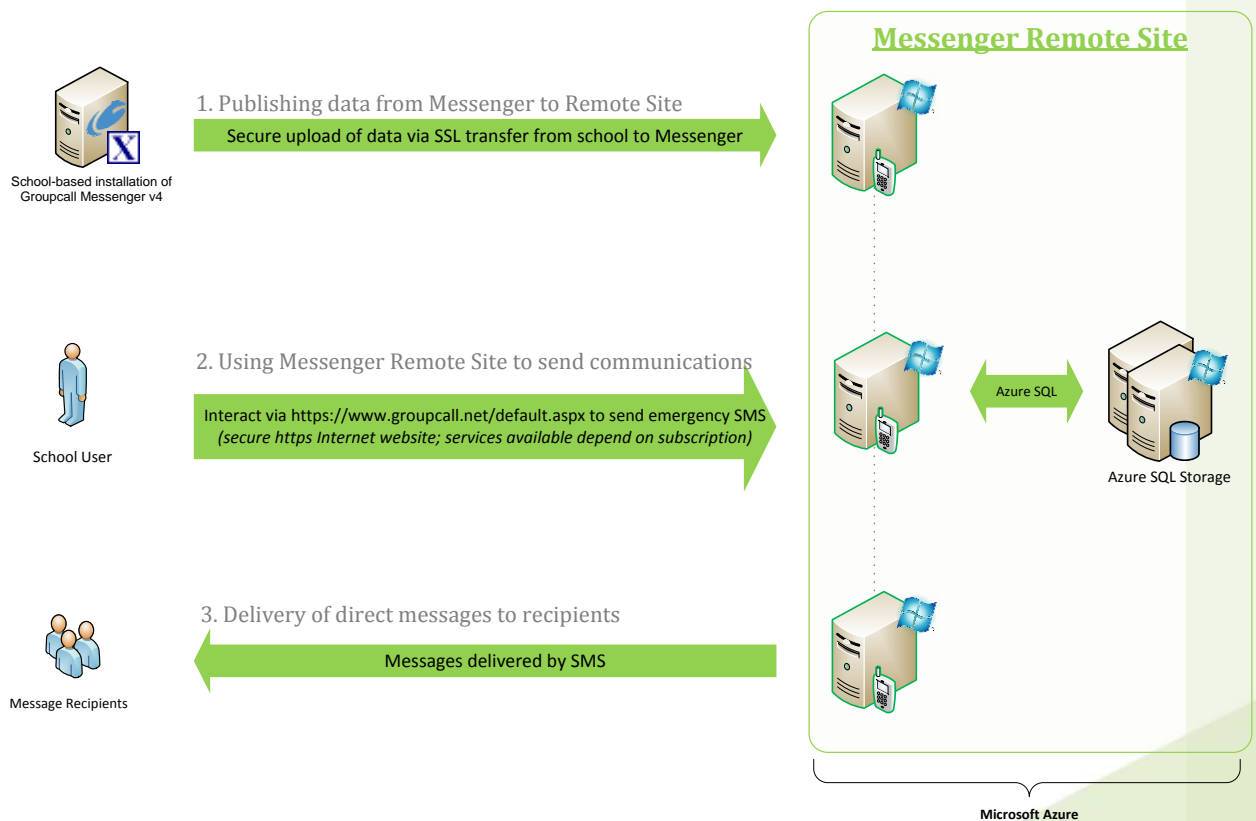 Messenger Remote Site
1. Publishing data from Messenger to Remote Site
Secure upload of data via SSL transfer from school to Messenger
X
School-based installation of
Groupcall Messenger v4
2. Using Messenger Remote Site to send communications
Interact via https://www.groupcall.net/default.aspx to send emergency SMS
(secure https Internet website; services available depend on subscription)
School User
Azure SQL
Azure SQL Storage
3. Delivery of direct messages to recipients
Messages delivered by SMS
Message Recipients
Microsoft Azure